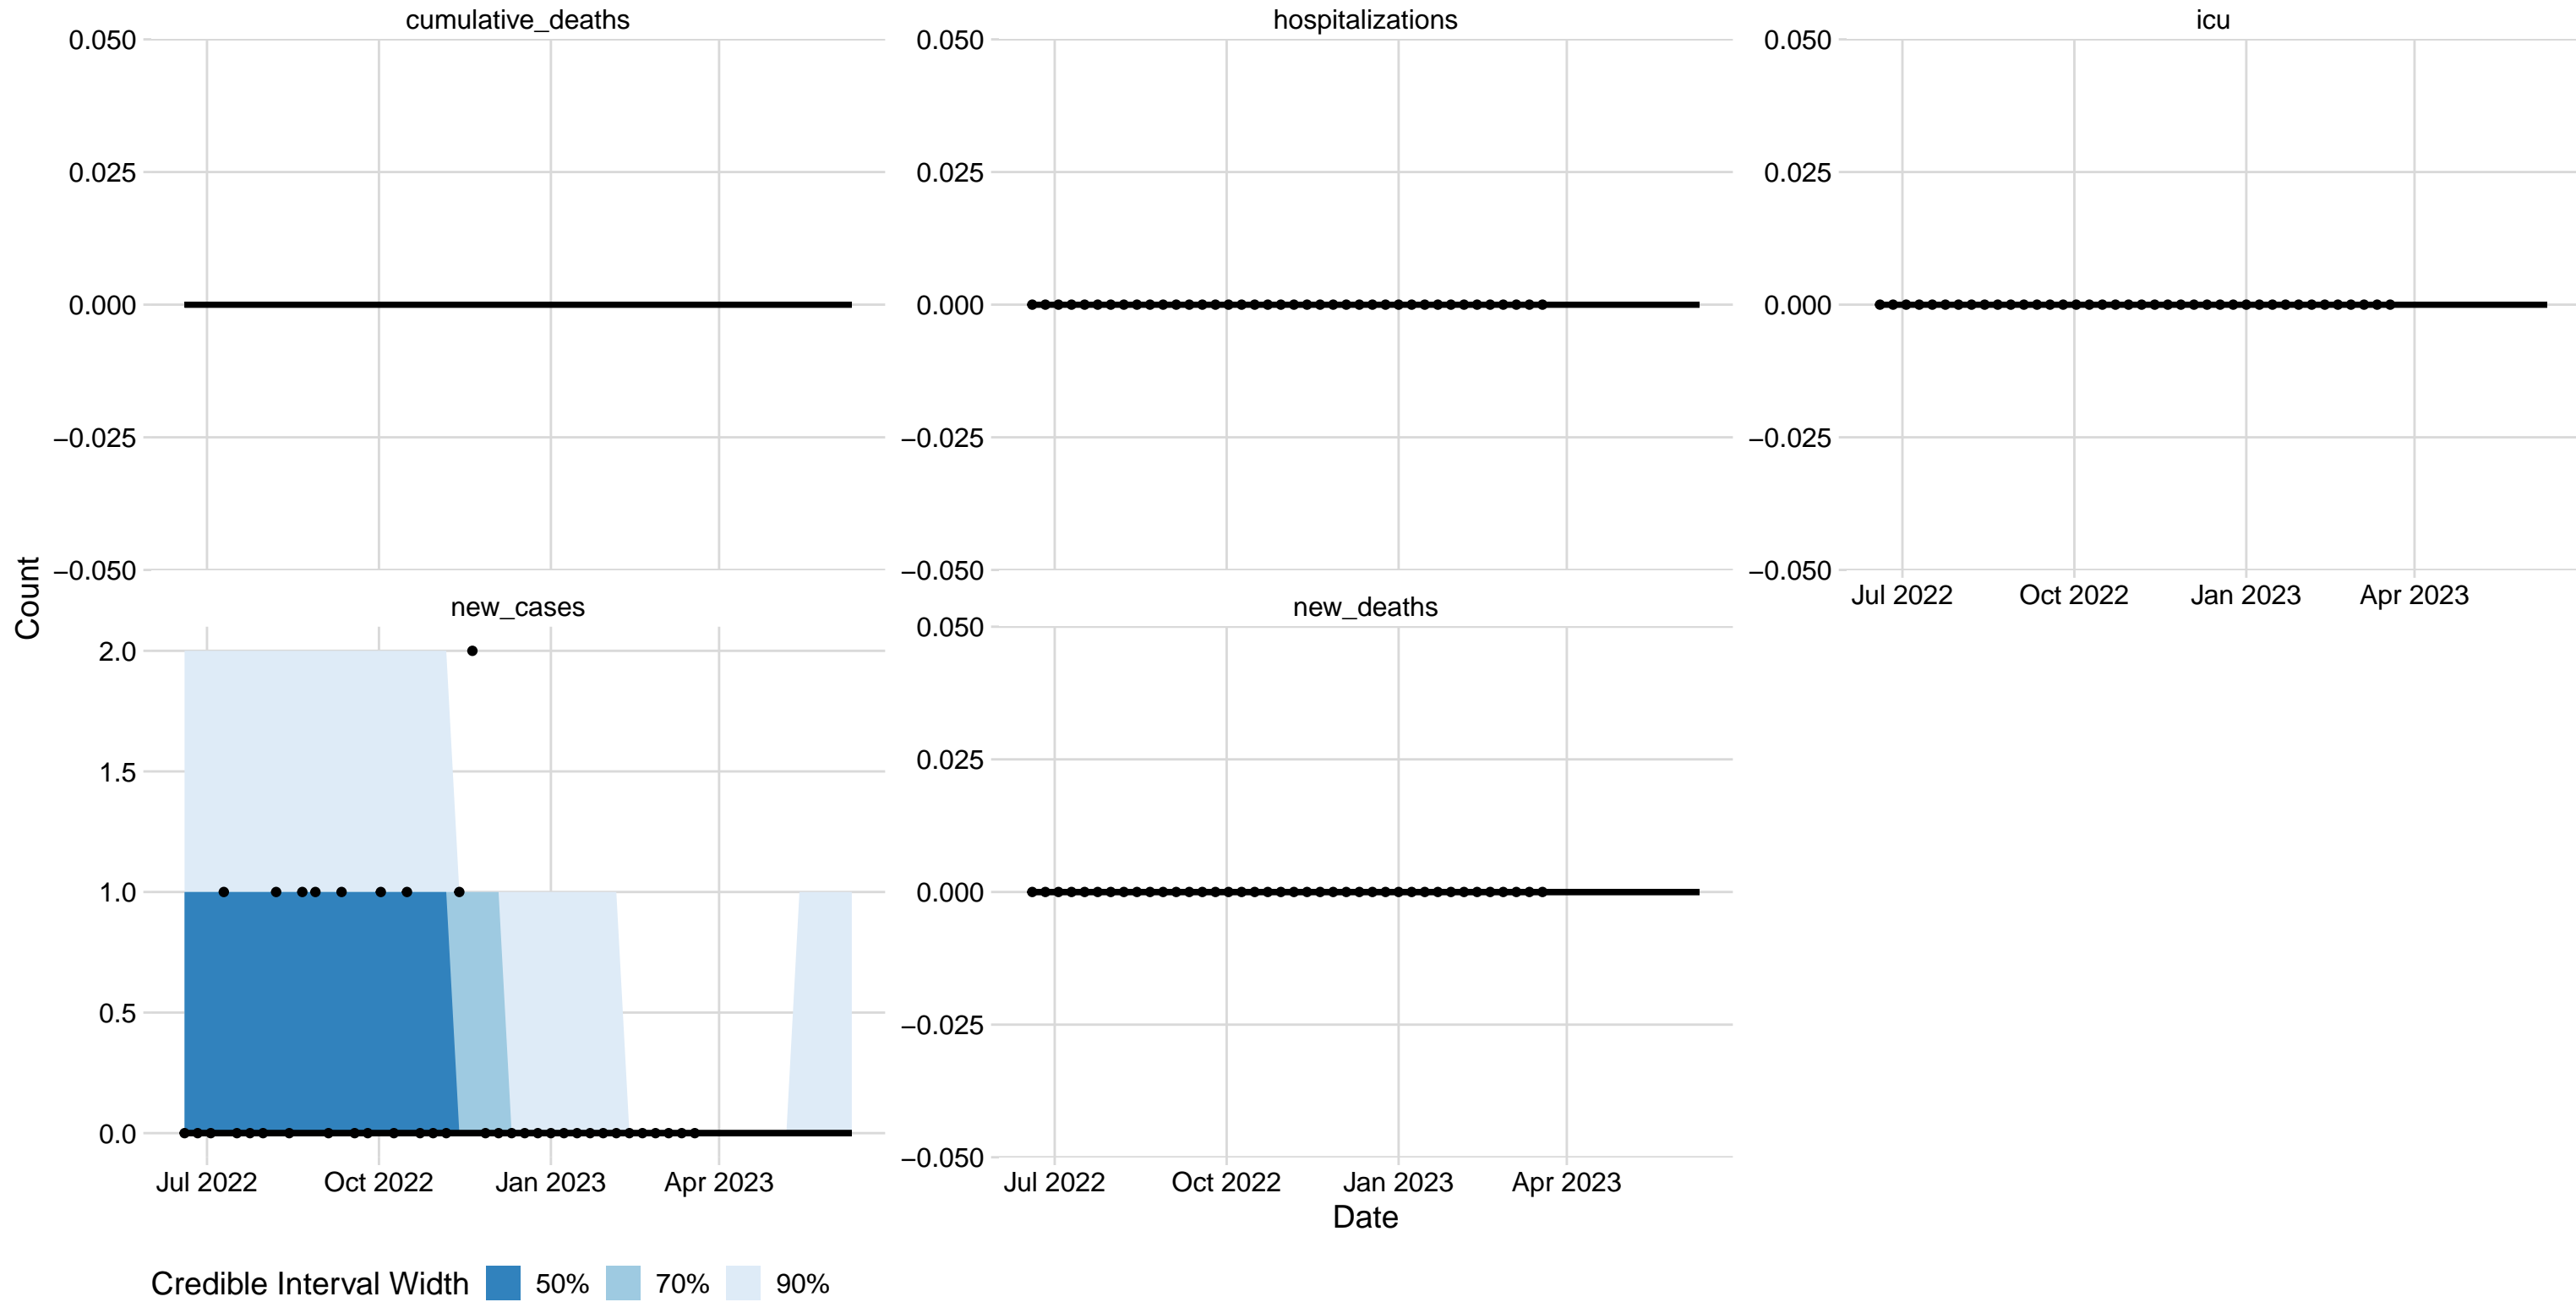 cumulative_deaths
hospitalizations
icu
0.050
0.025
0.000
−0.025
−0.050
0.050
0.025
0.000
−0.025
−0.050
0.050
0.025
0.000
−0.025
−0.050
Jul 2022 Oct 2022 Jan 2023 Apr 2023
Count
new_cases
new_deaths
2.0
1.5
1.0
0.5
0.0
Jul 2022 Oct 2022 Jan 2023 Apr 2023
0.050
0.025
0.000
−0.025
−0.050
Jul 2022 Oct 2022 Jan 2023 Apr 2023
Date
Credible Interval Width 50% 70% 90%